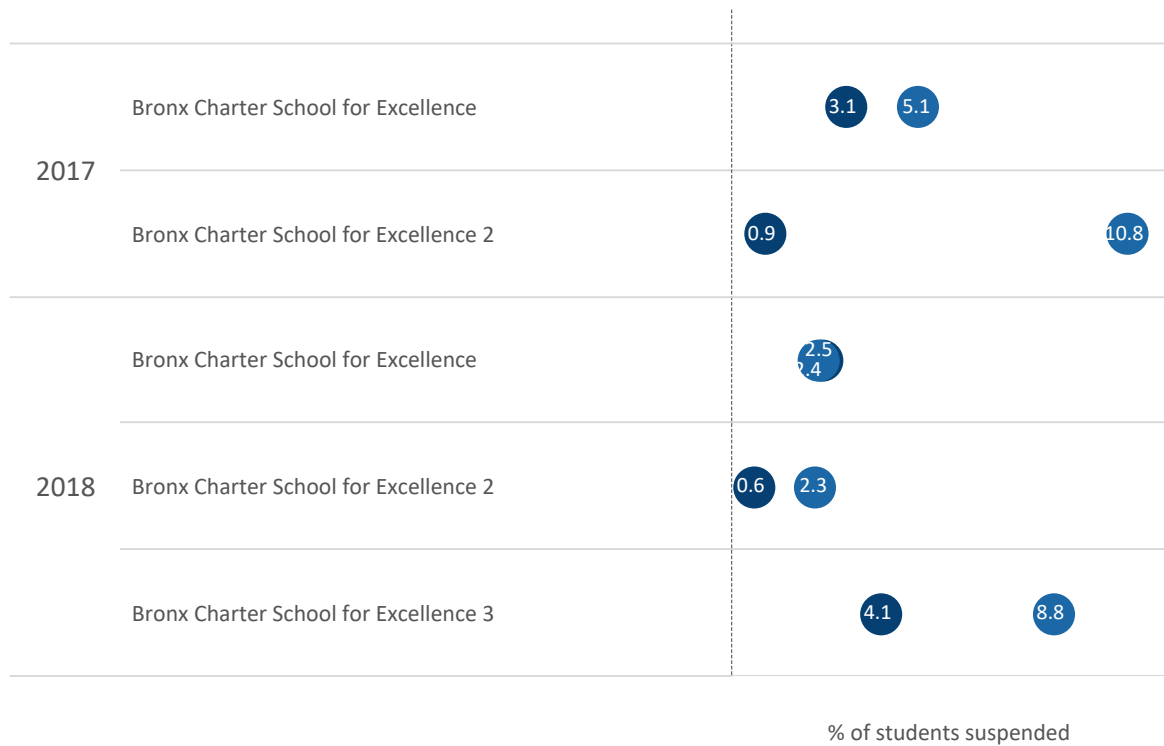 Bronx Charter School for Excellence 3.1 5.1
2017
Bronx Charter School for Excellence 2 0.9 10.8
Bronx Charter School for Excellence 2.5
2.4
2018 Bronx Charter School for Excellence 2 0.6 2.3
Bronx Charter School for Excellence 3 4.1 8.8
% of students suspended